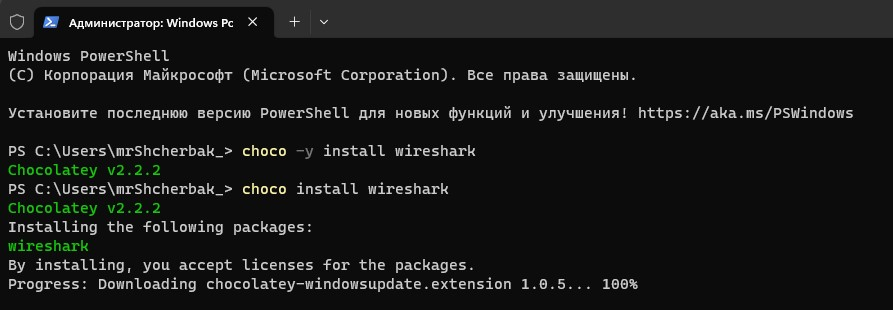 Администратор: Windows Po
Windows PowerShell
(C) Корпорация Майкрософт (Microsoft Corporation). Все права защищены.
Установите последнюю версию PowerShell для новых функций и улучшения! https://aka.ms/PSWindows
PS C:\Users\mrShcherbak_> choco -y install wireshark
Chocolatey v2.2.2
PS C:\Users\mrShcherbak_> choco install wireshark
Chocolatey v2.2.2
Installing the following packages:
wireshark
By installing, you accept licenses for the packages.
Progress: Downloading chocolatey-windowsupdate.extension 1.0.5... 100%